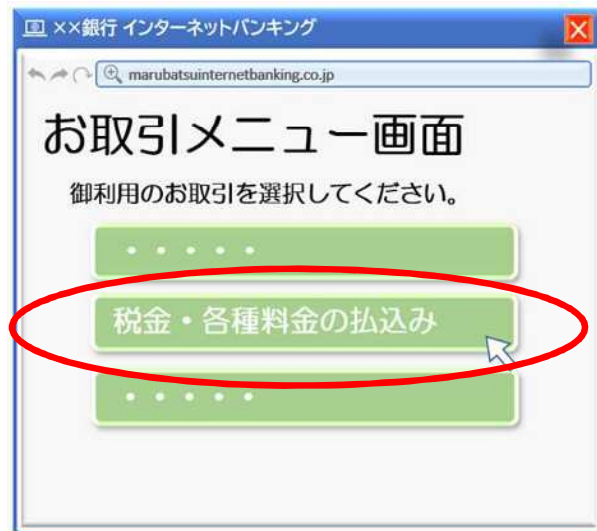 ××銀行 インターネットバンキング
marubatsuinternetbanking.co.jp
お取引メニュー画面
御利用のお取引を選択してください。
・・・・・
税金・各種料金の払込み
・・・・・